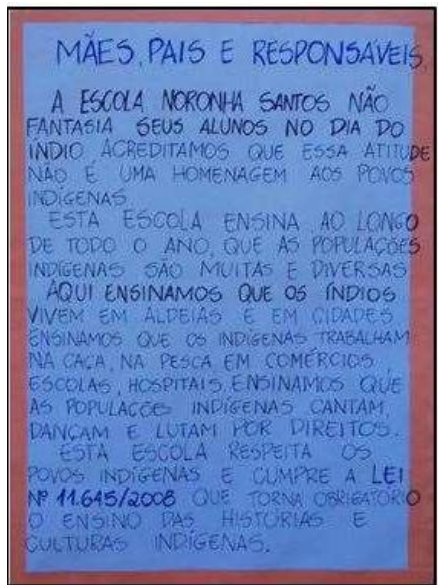 MÃES, PAIS E RESPONSÁVEIS,
A ESCOLA NORONHA SANTOS NÃO
FANTASIA SEUS ALUNOS NO DIA DO
ÍNDIO, ACREDITAMOS QUE ESSA ATITUDE
NÃO É UMA HOMENAGEM AOS POVOS
INDÍGENAS.
ESTA ESCOLA ENSINA, AO LONGO
DE TODO O ANO, QUE AS POPULAÇÕES
INDÍGENAS SÃO MUITAS E DIVERSAS
AQUI ENSINAMOS QUE OS ÍNDIOS
VIVEM EM ALDEIAS E EM CIDADES
ENSINAMOS QUE OS INDÍGENAS TRABALHAM
NA CAÇA, NA PESCA EM COMÉRCIOS
ESCOLAS, HOSPITAIS. ENSINAMOS QUE
AS POPULAÇÕES INDÍGENAS CANTAM,
DANÇAM E LUTAM POR DIREITOS.
ESTA ESCOLA RESPEITA OS
POVOS INDÍGENAS E CUMPRE A LEI
Nº 11.645/2008 QUE TORNA OBRIGATÓRIO
O ENSINO DAS HISTÓRIAS E
CULTURAS INDÍGENAS.